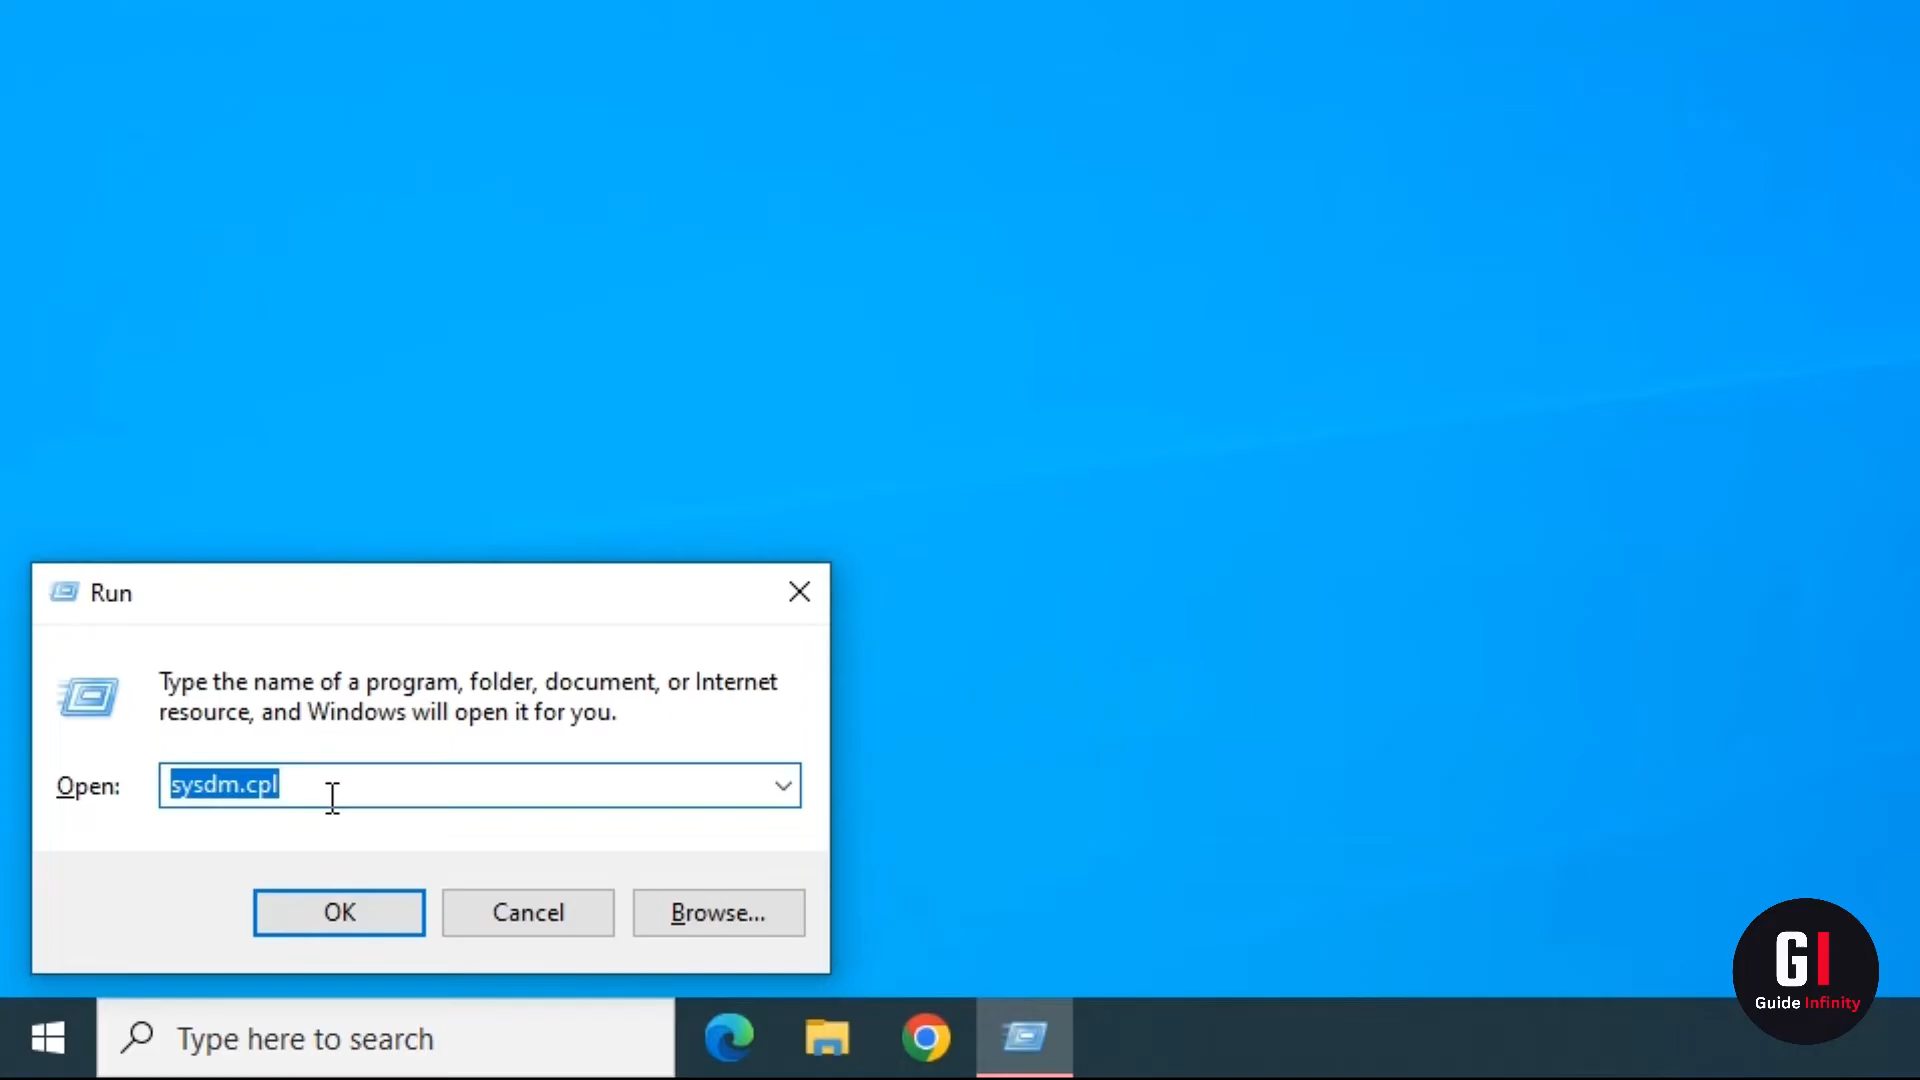 Run
Type the name of a program, folder, document, or Internet
resource, and Windows will open it for you.
Open:
sysdm.cpl
OK
Cancel
Browse...
GI
Guide Infinity
Type here to search